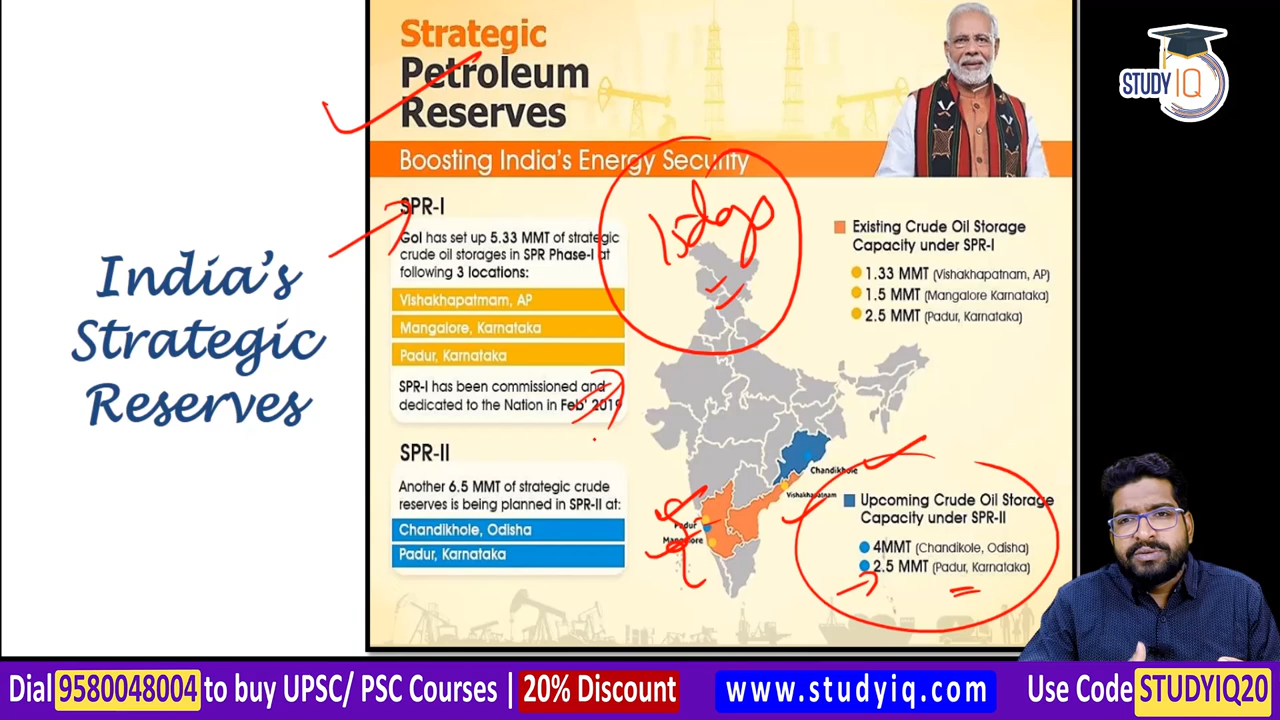 Strategic
Petroleum
Reserves
Boosting India's Energy Security
STUDY IQ
India's
Strategic
Reserves
SPR-I
GoI has set up 5.33 MMT of strategic
crude oil storages in SPR Phase-I at
following 3 locations:
Vishakhapatmam, AP
Mangalore, Karnataka
Padur, Karnataka
SPR-I has been commissioned and
dedicated to the Nation in Feb' 2019
SPR-II
Another 6.5 MMT of strategic crude
reserves is being planned in SPR-II at:
Chandikhole, Odisha
Padur, Karnataka
15 days
Existing Crude Oil Storage
Capacity under SPR-I
1.33 MMT (Vishakhapatnam, AP)
1.5 MMT (Mangalore Karnataka)
2.5 MMT (Padur, Karnataka)
Chandikhole
Vishakhapatnam
Padur
Mangalore
Upcoming Crude Oil Storage
Capacity under SPR-II
4MMT (Chandikole, Odisha)
2.5 MMT (Padur, Karnataka)
Dial 9580048004 to buy UPSC/ PSC Courses | 20% Discount www.studyiq.com Use Code STUDYIQ20